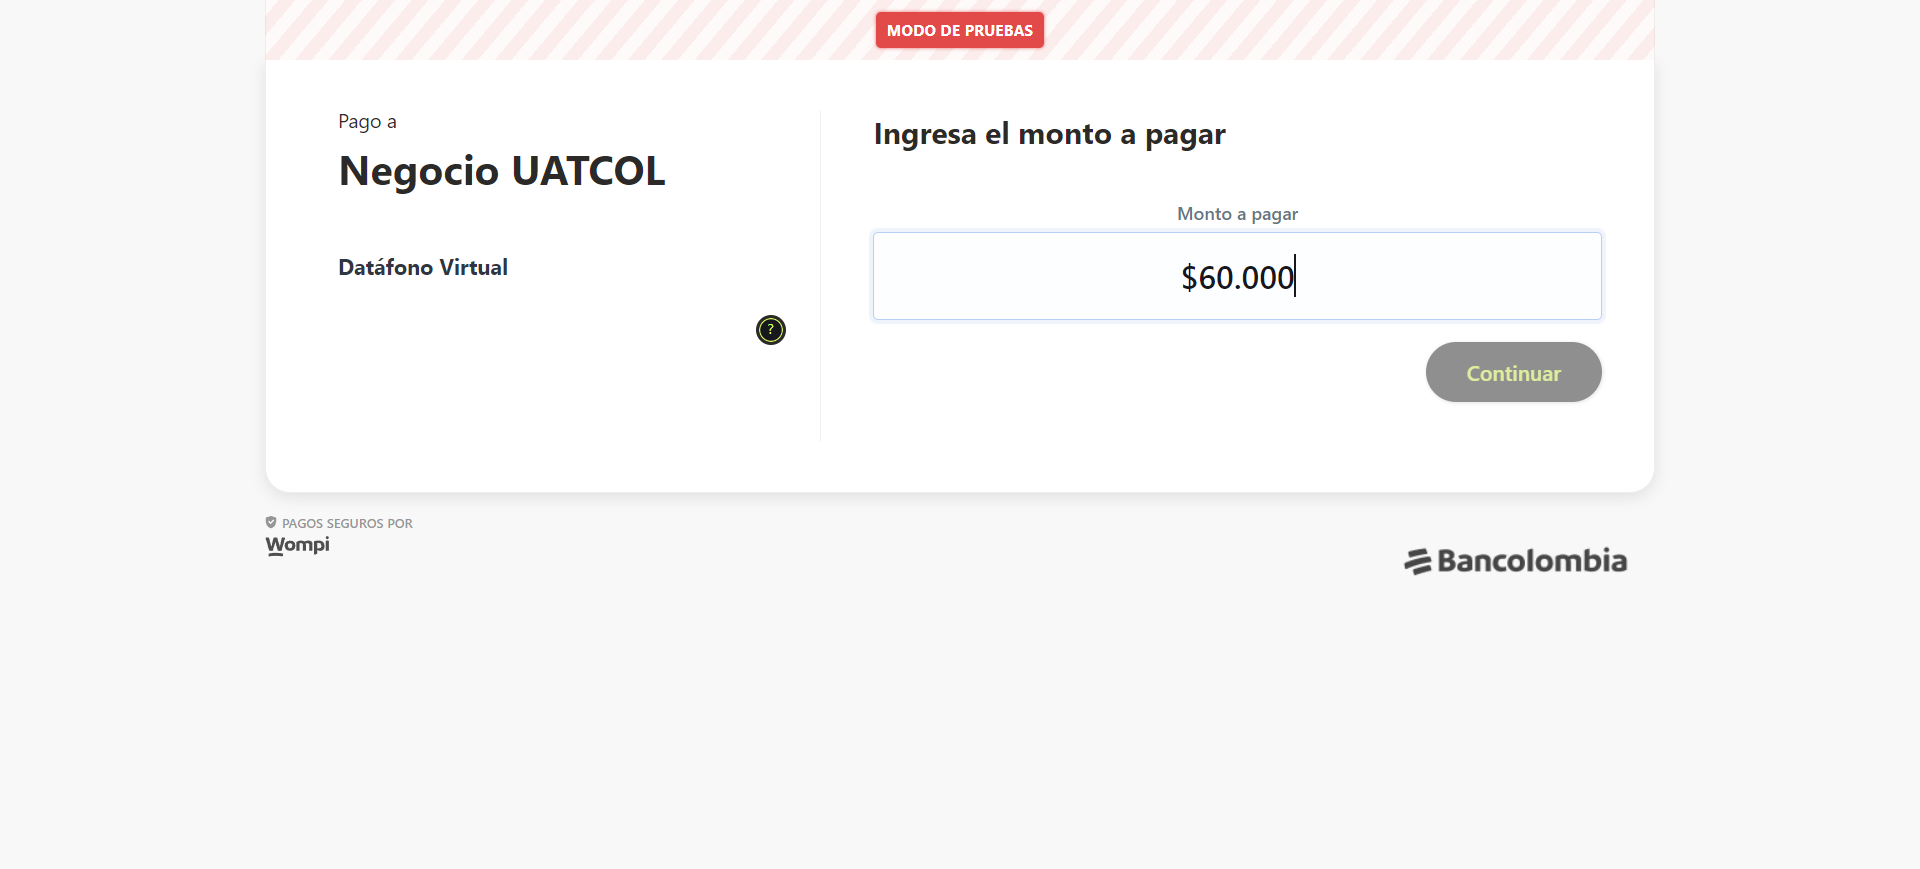 MODO DE PRUEBAS
Pago a
Negocio UATCOL
Datáfono Virtual
?
Ingresa el monto a pagar
Monto a pagar
$60.000
Continuar
PAGOS SEGUROS POR
Wompi
Bancolombia